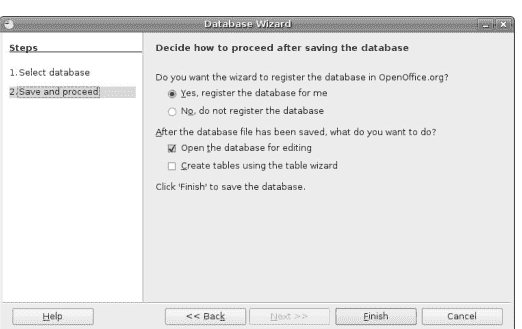 Database Wizard
Steps
1. Select database
2. Save and proceed
Decide how to proceed after saving the database
Do you want the wizard to register the database in OpenOffice.org?
Yes, register the database for me
No, do not register the database
After the database file has been saved, what do you want to do?
Open the database for editing
Create tables using the table wizard
Click 'Finish' to save the database.
Help
<< Back
Next >>
Finish
Cancel